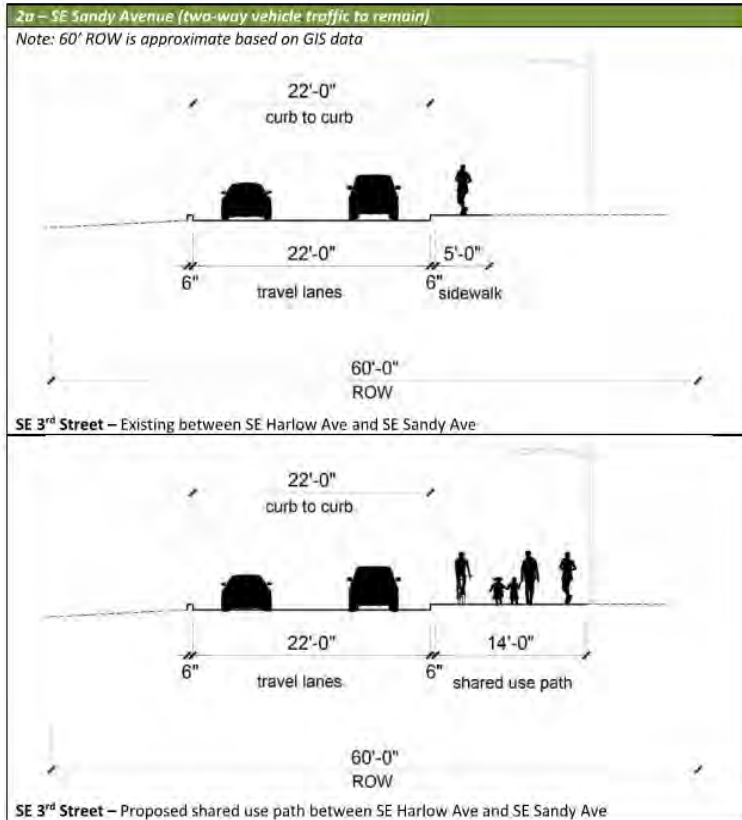 2a – SE Sandy Avenue (two-way vehicle traffic to remain)
Note: 60' ROW is approximate based on GIS data
22'-0"
curb to curb
22'-0" 5'-0"
6" travel lanes 6" sidewalk
60'-0"
ROW
SE 3rd Street – Existing between SE Harlow Ave and SE Sandy Ave
22'-0"
curb to curb
22'-0" 14'-0"
6" travel lanes 6" shared use path
60'-0"
ROW
SE 3rd Street – Proposed shared use path between SE Harlow Ave and SE Sandy Ave